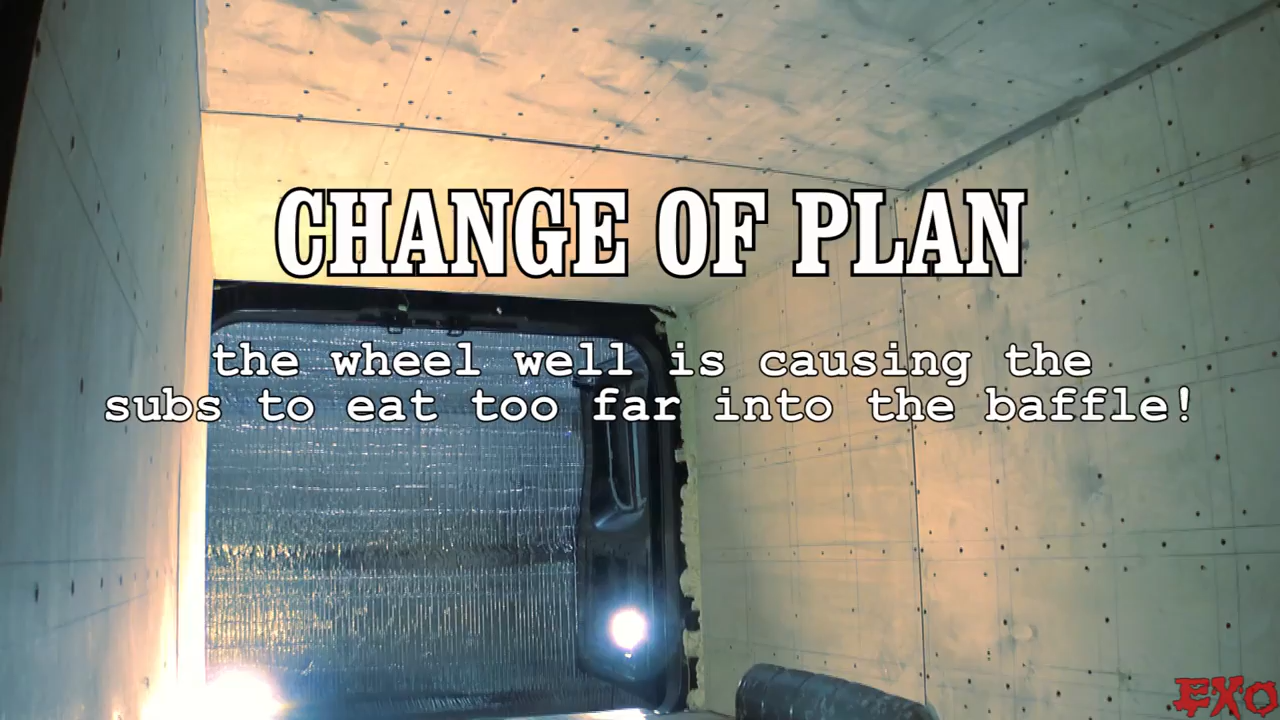 CHANGE OF PLAN
the wheel well is causing the
subs to eat too far into the baffle!
EXO